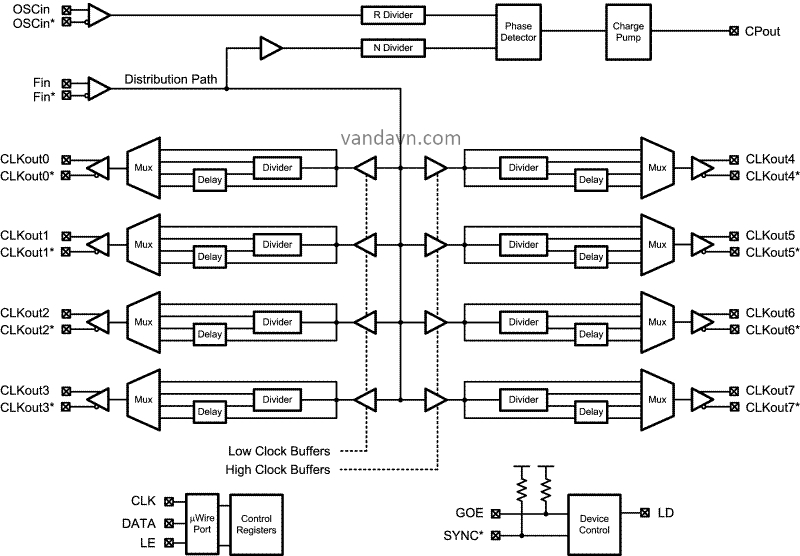 OSCin
OSCin*
R Divider
N Divider
Phase
Detector
Charge
Pump
CPout
Fin
Fin*
Distribution Path
vandavn.com
CLKout0
CLKout0*
Mux
Delay
Divider
Divider
Delay
Mux
CLKout4
CLKout4*
CLKout1
CLKout1*
Mux
Delay
Divider
Divider
Delay
Mux
CLKout5
CLKout5*
CLKout2
CLKout2*
Mux
Delay
Divider
Divider
Delay
Mux
CLKout6
CLKout6*
CLKout3
CLKout3*
Mux
Delay
Divider
Divider
Delay
Mux
CLKout7
CLKout7*
Low Clock Buffers
High Clock Buffers
CLK
DATA
LE
µWire
Port
Control
Registers
GOE
SYNC*
Device
Control
LD